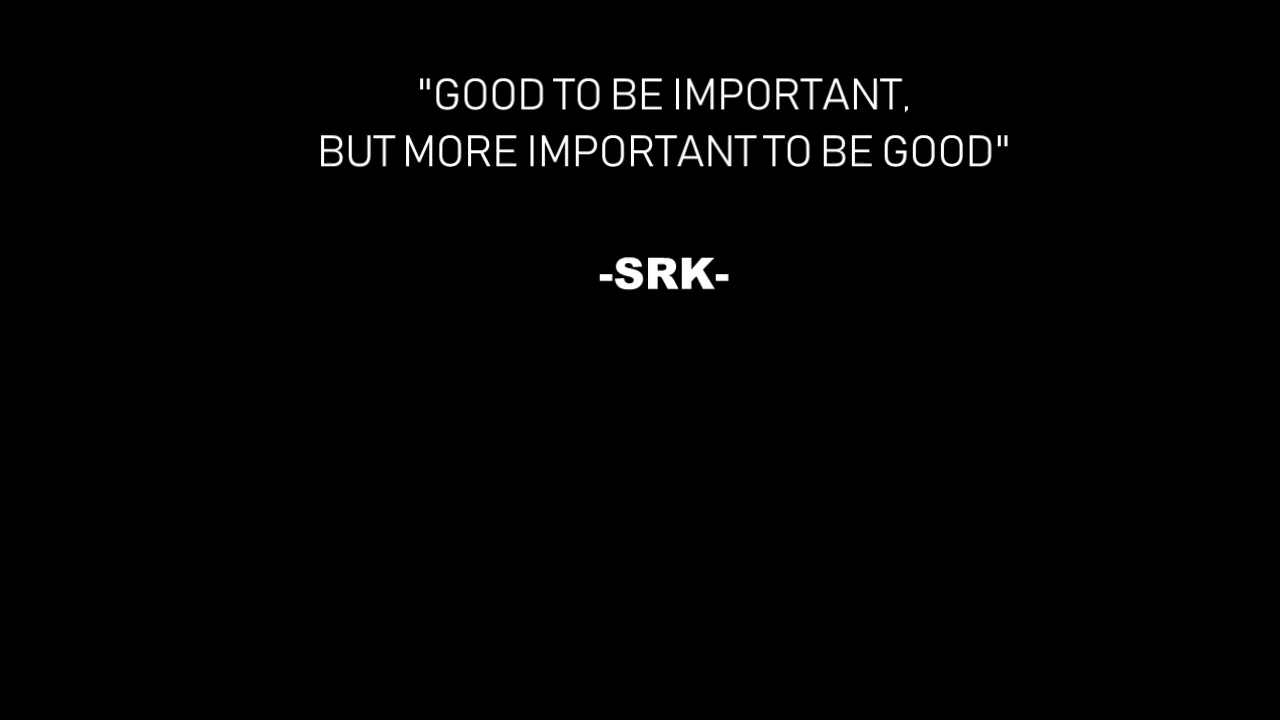 "GOOD TO BE IMPORTANT,
BUT MORE IMPORTANT TO BE GOOD"
-SRK-